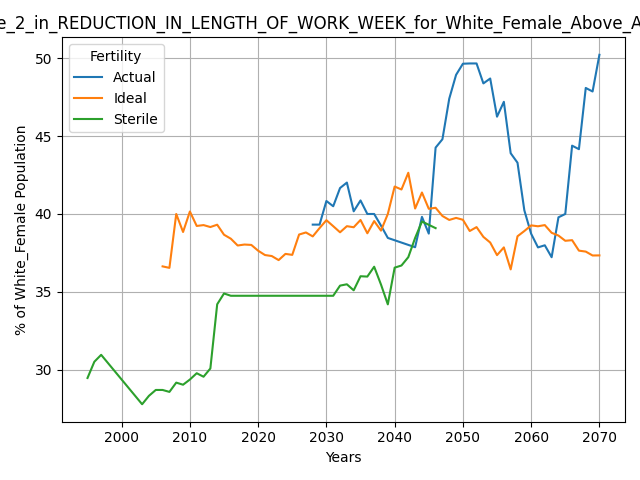 e_2_in_REDUCTION_IN_LENGTH_OF_WORK_WEEK_for_White_Female_Above_A
Fertility
Actual
Ideal
Sterile
50
45
40
35
30
% of White_Female Population
2000 2010 2020 2030 2040 2050 2060 2070
Years